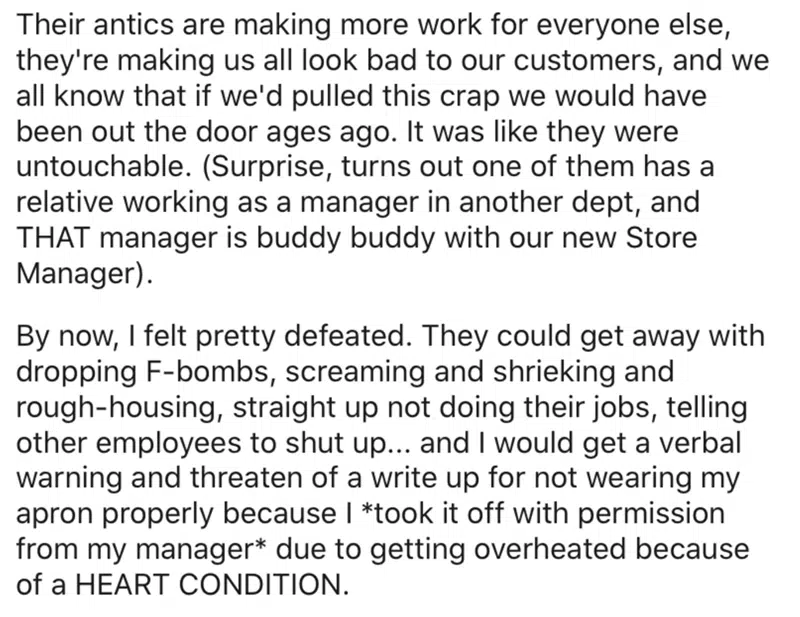 Their antics are making more work for everyone else,
they're making us all look bad to our customers, and we
all know that if we'd pulled this crap we would have
been out the door ages ago. It was like they were
untouchable. (Surprise, turns out one of them has a
relative working as a manager in another dept, and
THAT manager is buddy buddy with our new Store
Manager).
By now, I felt pretty defeated. They could get away with
dropping F-bombs, screaming and shrieking and
rough-housing, straight up not doing their jobs, telling
other employees to shut up... and I would get a verbal
warning and threaten of a write up for not wearing my
apron properly because I *took it off with permission
from my manager* due to getting overheated because
of a HEART CONDITION.